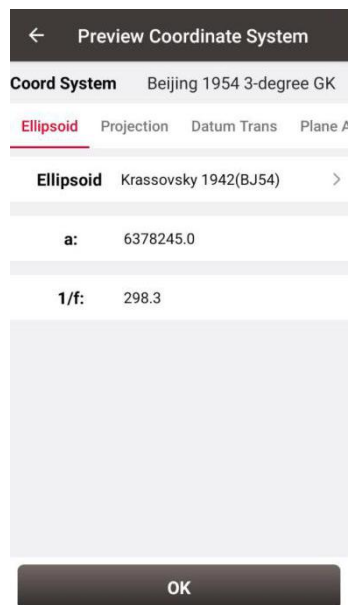 Preview Coordinate System
Coord System Beijing 1954 3-degree GK
Ellipsoid Projection Datum Trans Plane A
Ellipsoid Krassovsky 1942(BJ54)
a: 6378245.0
1/f: 298.3
OK